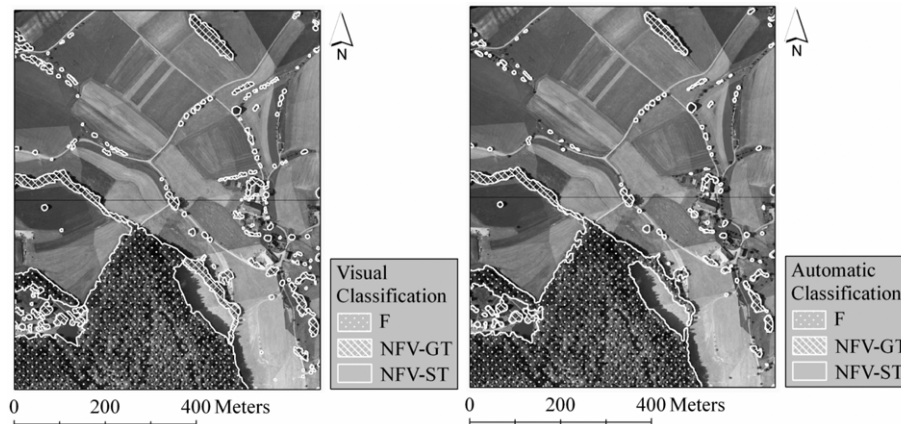 N
Visual
Classification
F
NFV-GT
NFV-ST
0 200 400 Meters
N
Automatic
Classification
F
NFV-GT
NFV-ST
0 200 400 Meters